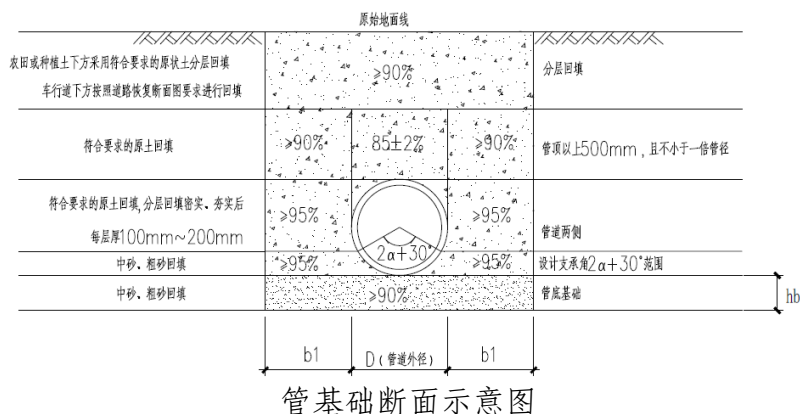 原始地面线
农田或种植土下方采用符合要求的原状土分层回填
车行道下方按照道路恢复断面图要求进行回填
≥90%
分层回填
符合要求的原土回填
≥90%
85±2%
≥90%
管顶以上500mm，且不小于一倍管径
符合要求的原土回填,分层回填密实、夯实后
每层厚100mm~200mm
≥95%
≥95%
管道两侧
2α+30°
中砂、粗砂回填
≥95%
≥95%
设计支承角2α+30°范围
中砂、粗砂回填
≥90%
管底基础
hb
b1
D（管道外径）
b1
管基础断面示意图